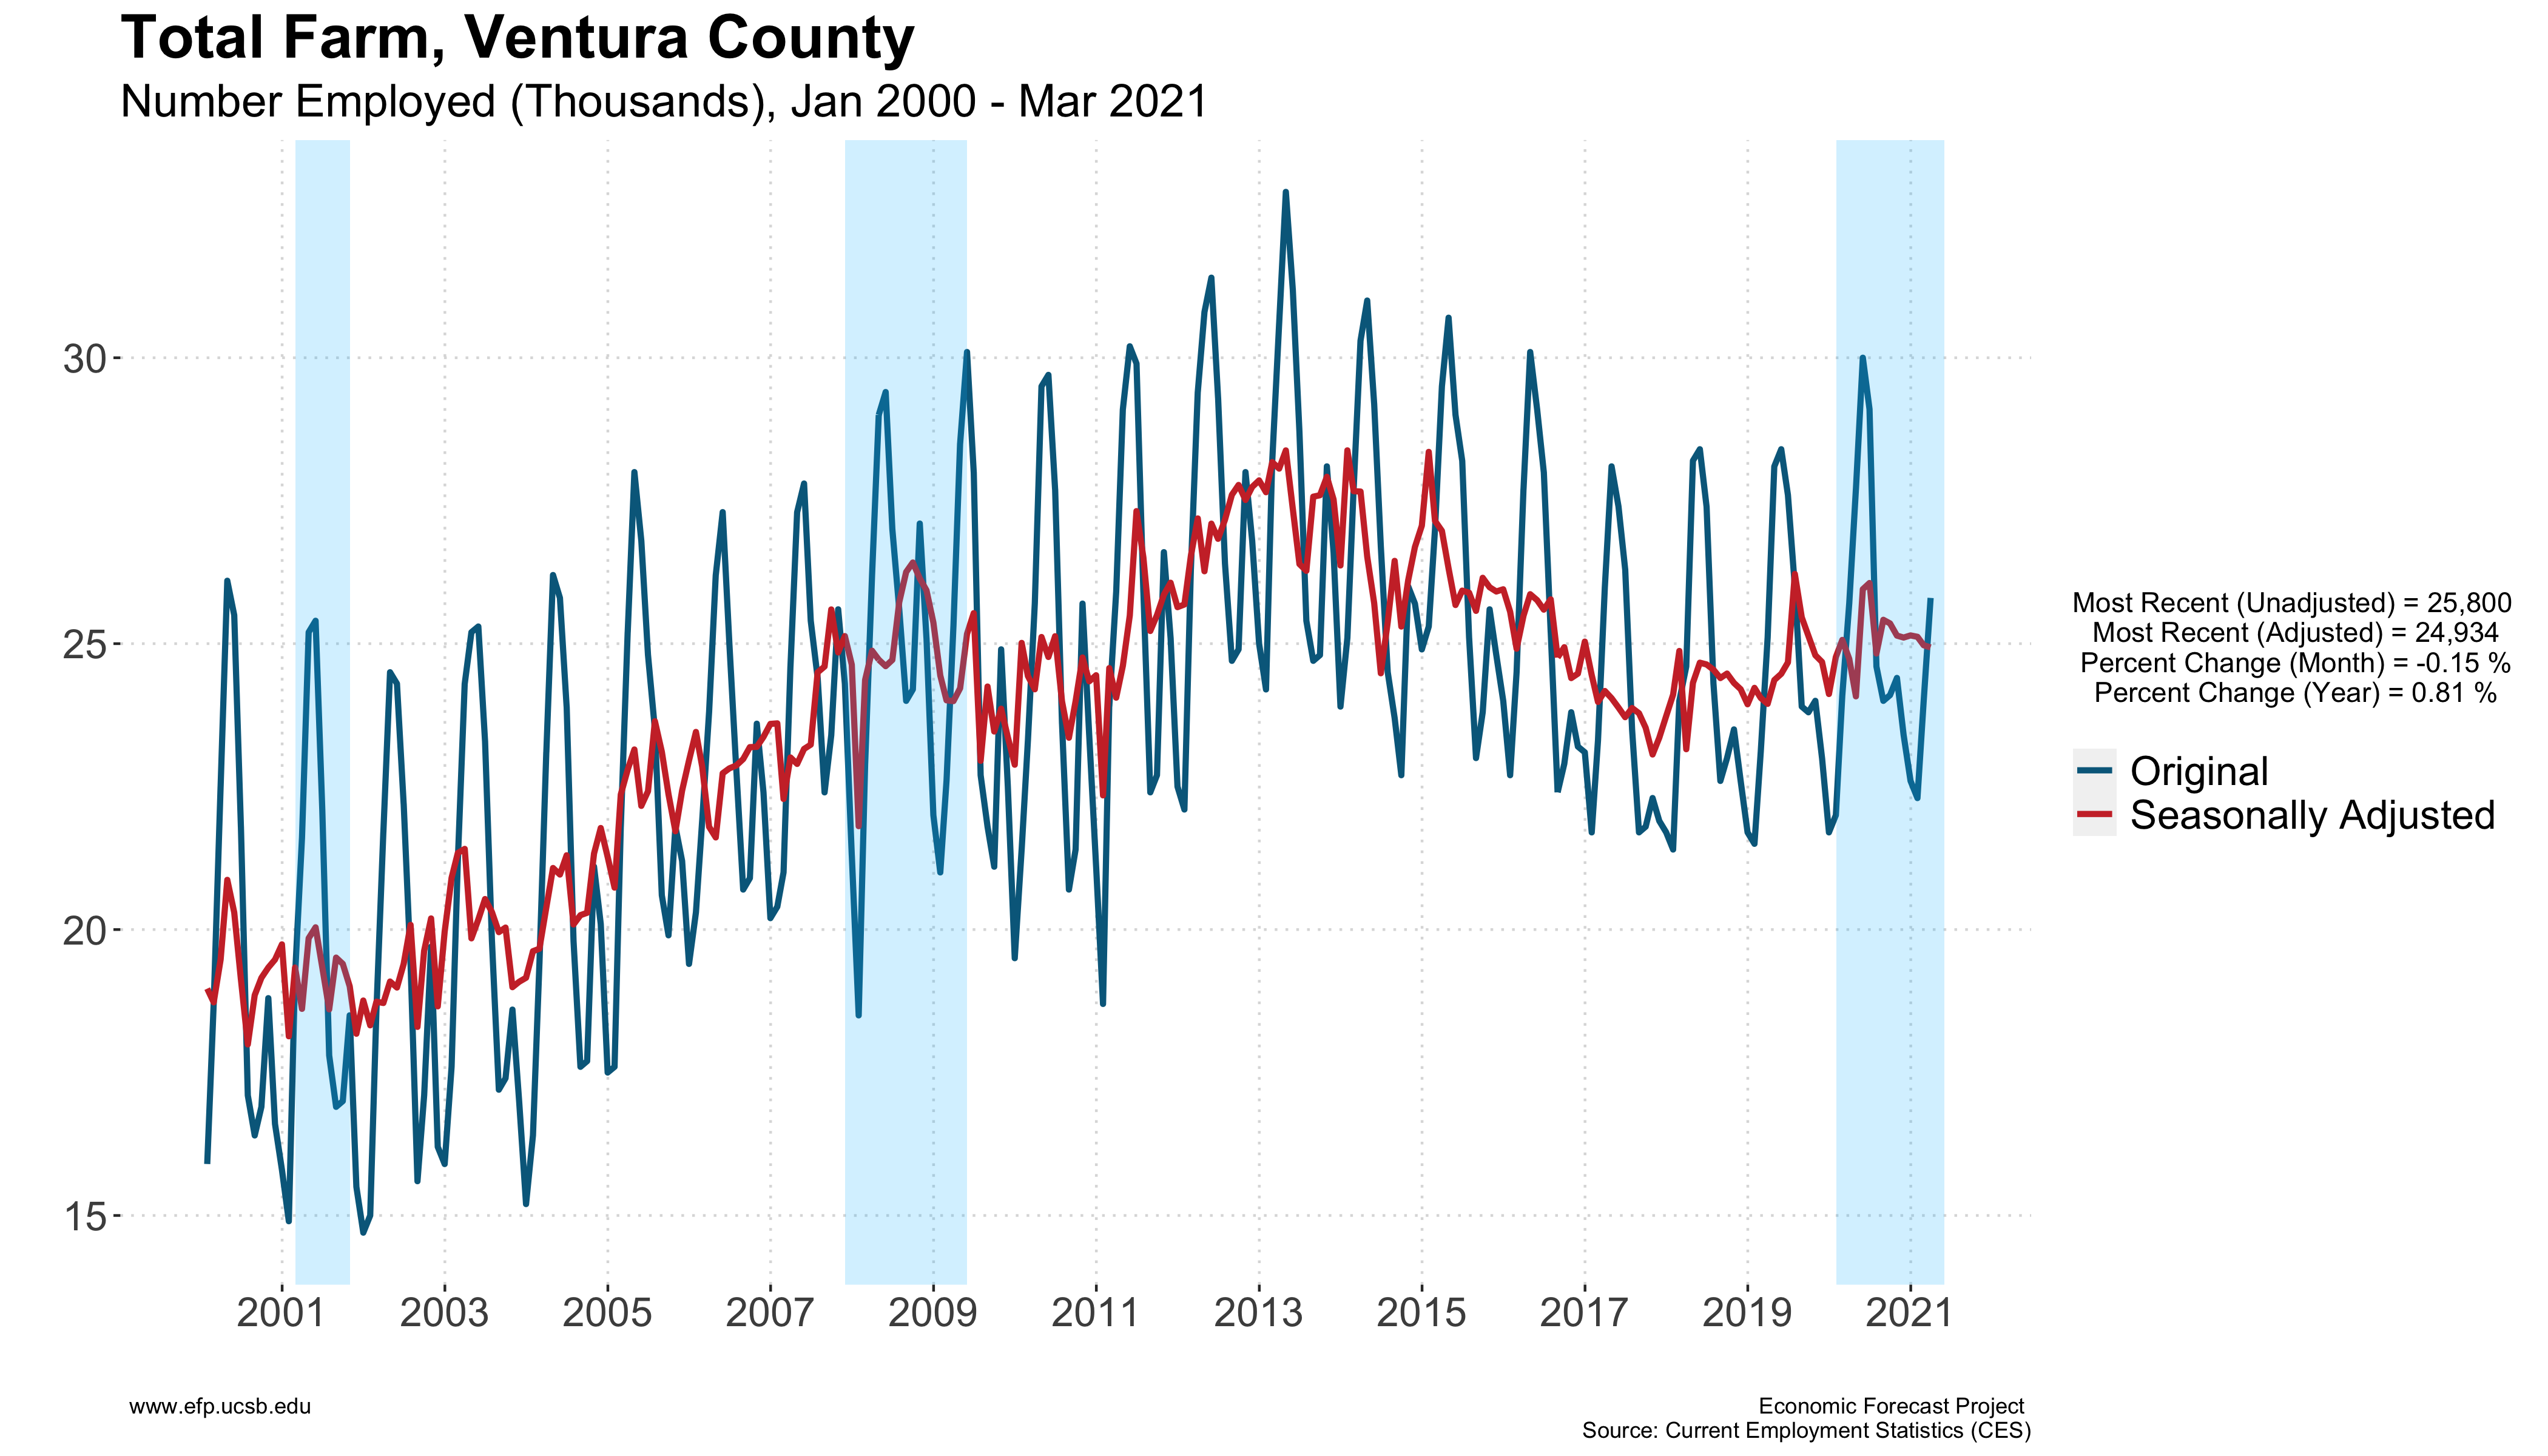 Total Farm, Ventura County
Number Employed (Thousands), Jan 2000 - Mar 2021
30
25
20
15
2001 2003 2005 2007 2009 2011 2013 2015 2017 2019 2021
Most Recent (Unadjusted) = 25,800
Most Recent (Adjusted) = 24,934
Percent Change (Month) = -0.15 %
Percent Change (Year) = 0.81 %
Original
Seasonally Adjusted
www.efp.ucsb.edu
Economic Forecast Project
Source: Current Employment Statistics (CES)